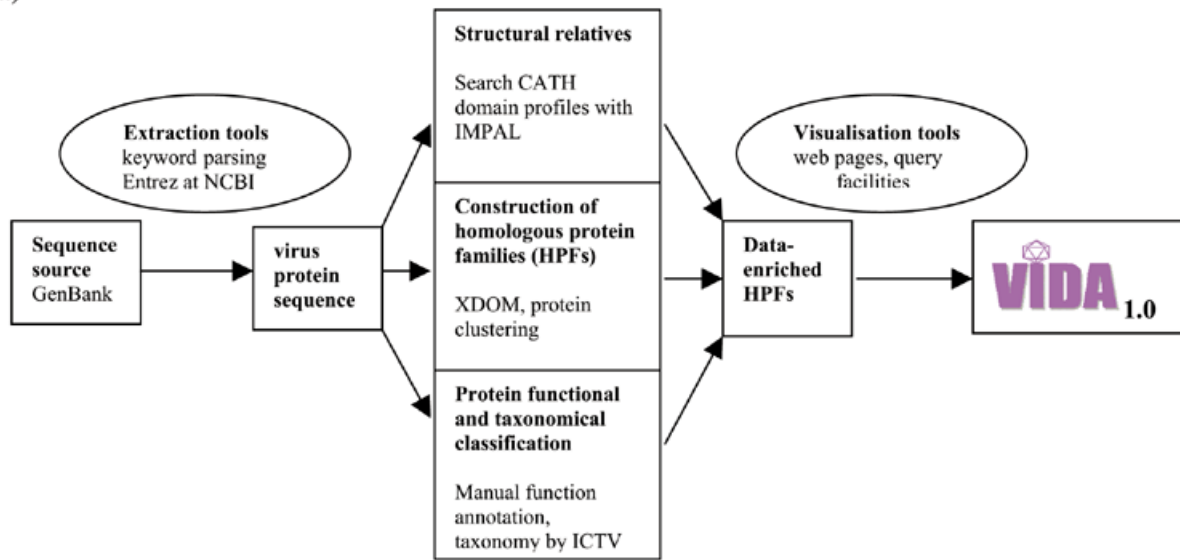 Structural relatives
Search CATH
domain profiles with
IMPAL
Extraction tools
keyword parsing
Entrez at NCBI
Visualisation tools
web pages, query
facilities
Sequence
source
GenBank
virus
protein
sequence
Construction of
homologous protein
families (HPFs)
XDOM, protein
clustering
Data-
enriched
HPFs
VIDA 1.0
Protein functional
and taxonomical
classification
Manual function
annotation,
taxonomy by ICTV